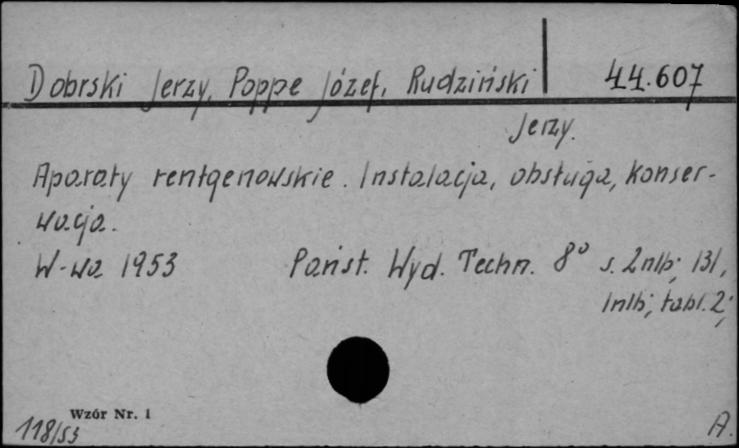 Dobrski Jerzy, Poppe Józef, Rudziński 44.607
Jerzy.
Aparaty rentgenowskie. Instalacja, obsługa, konser-
wacja.
W-wa 1953 Państ. Wyd. Techn. 8° s. 2nlb; 131,
1nlb; tabl. 2;
Wzór Nr. 1
118/53 A.